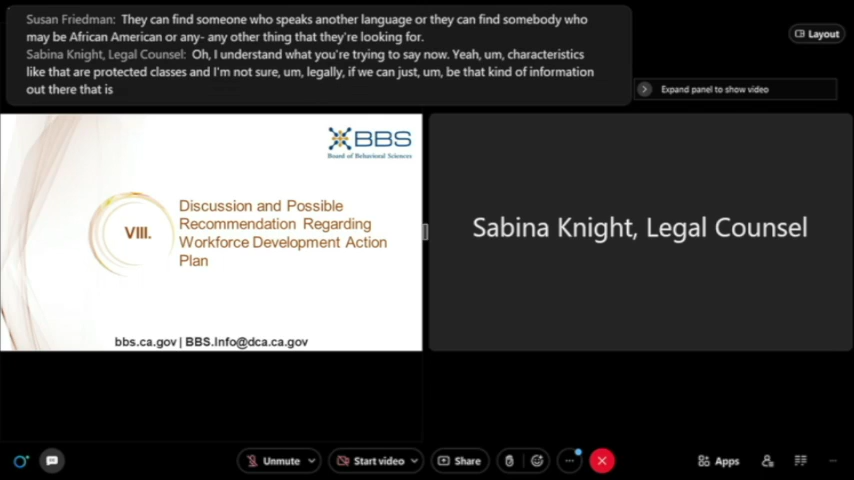 Susan Friedman: They can find someone who speaks another language or they can find somebody who
may be African American or any- any other thing that they're looking for.
Sabina Knight, Legal Counsel: Oh, I understand what you're trying to say now. Yeah, um, characteristics
like that are protected classes and I'm not sure, um, legally, if we can just, um, be that kind of information
out there that is
Layout
Expand panel to show video
BBS
Board of Behavioral Sciences
VIII.
Discussion and Possible
Recommendation Regarding
Workforce Development Action
Plan
bbs.ca.gov | BBS.Info@dca.ca.gov
Sabina Knight, Legal Counsel
Unmute
Start video
Share
Apps